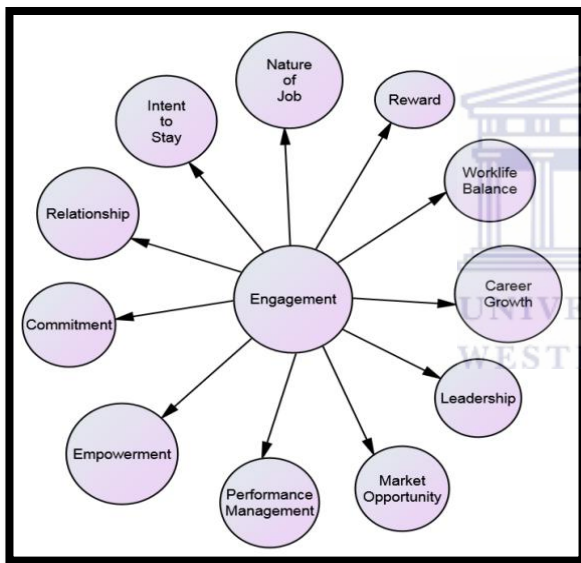 Nature
of
Job
Reward
Intent
to
Stay
Worklife
Balance
Relationship
Career
Growth
Engagement
Commitment
Leadership
Empowerment
Market
Opportunity
Performance
Management